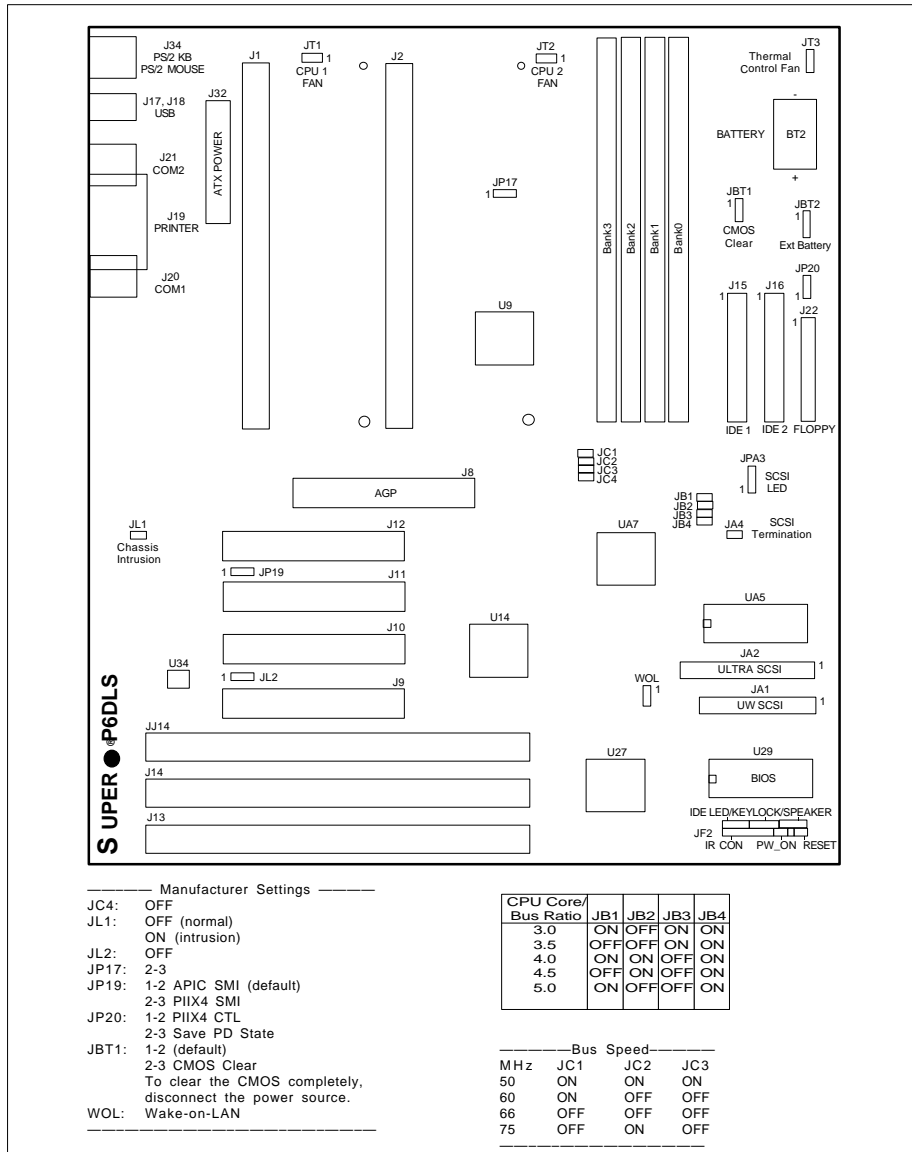 J34
PS/2 KB
PS/2 MOUSE
J1
JT1
1
CPU 1
FAN
J2
JT2
1
CPU 2
FAN
JT3
Thermal
Control Fan
J17, J18
USB
J32
ATX POWER
-
BATTERY
BT2
+
J21
COM2
JP17
1
J19
PRINTER
Bank3
Bank2
Bank1
Bank0
JBT1
1
CMOS
Clear
JBT2
1
Ext Battery
J20
COM1
JP20
1
J15
1
J16
1
J22
1
U9
IDE 1
IDE 2
FLOPPY
JC1
JC2
JC3
JC4
J8
AGP
JPA3
1
SCSI
LED
JB1
JB2
JB3
JB4
JA4
SCSI
Termination
JL1
Chassis
Intrusion
J12
UA7
1
JP19
J11
UA5
J10
U14
U34
1
JL2
J9
JA2
ULTRA SCSI
1
WOL
1
JA1
UW SCSI
1
SUPER ® P6DLS
JJ14
J14
J13
U27
U29
BIOS
IDE LED/KEYLOCK/SPEAKER
JF2
IR CON
PW_ON
RESET
Manufacturer Settings
JC4: OFF
JL1: OFF (normal)
ON (intrusion)
JL2: OFF
JP17: 2-3
JP19: 1-2 APIC SMI (default)
2-3 PIIX4 SMI
JP20: 1-2 PIIX4 CTL
2-3 Save PD State
JBT1: 1-2 (default)
2-3 CMOS Clear
To clear the CMOS completely,
disconnect the power source.
WOL: Wake-on-LAN
CPU Core/
Bus Ratio JB1 JB2 JB3 JB4
3.0 ON OFF ON ON
3.5 OFF OFF ON ON
4.0 ON ON OFF ON
4.5 OFF ON OFF ON
5.0 ON OFF OFF ON
Bus Speed
MHz JC1 JC2 JC3
50 ON ON ON
60 ON OFF OFF
66 OFF OFF OFF
75 OFF ON OFF